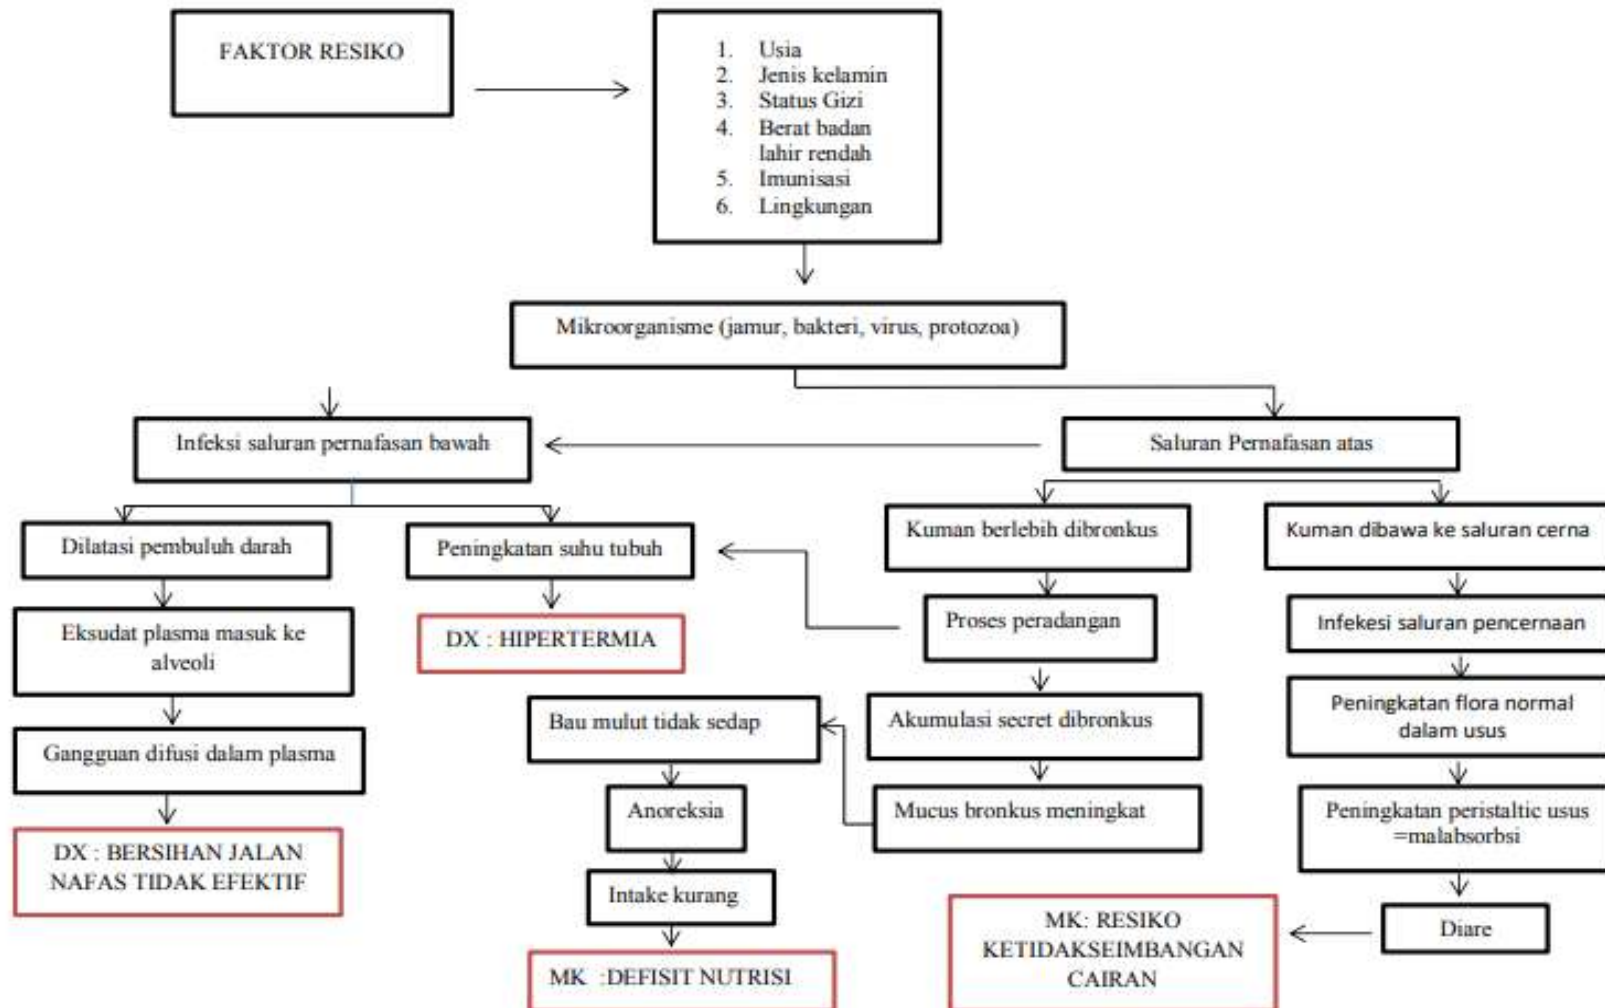 FAKTOR RESIKO
1. Usia
2. Jenis kelamin
3. Status Gizi
4. Berat badan
lahir rendah
5. Imunisasi
6. Lingkungan
Mikroorganisme (jamur, bakteri, virus, protozoa)
Infeksi saluran pernafasan bawah
Saluran Pernafasan atas
Dilatasi pembuluh darah
Peningkatan suhu tubuh
Kuman berlebih dibronkus
Kuman dibawa ke saluran cerna
Eksudat plasma masuk ke
alveoli
DX : HIPERTERMIA
Proses peradangan
Infekesi saluran pencernaan
Gangguan difusi dalam plasma
Bau mulut tidak sedap
Akumulasi secret dibronkus
Peningkatan flora normal
dalam usus
DX : BERSIHAN JALAN
NAFAS TIDAK EFEKTIF
Anoreksia
Mucus bronkus meningkat
Peningkatan peristaltic usus
=malabsorbsi
Intake kurang
MK :DEFISIT NUTRISI
MK: RESIKO
KETIDAKSEIMBANGAN
CAIRAN
Diare